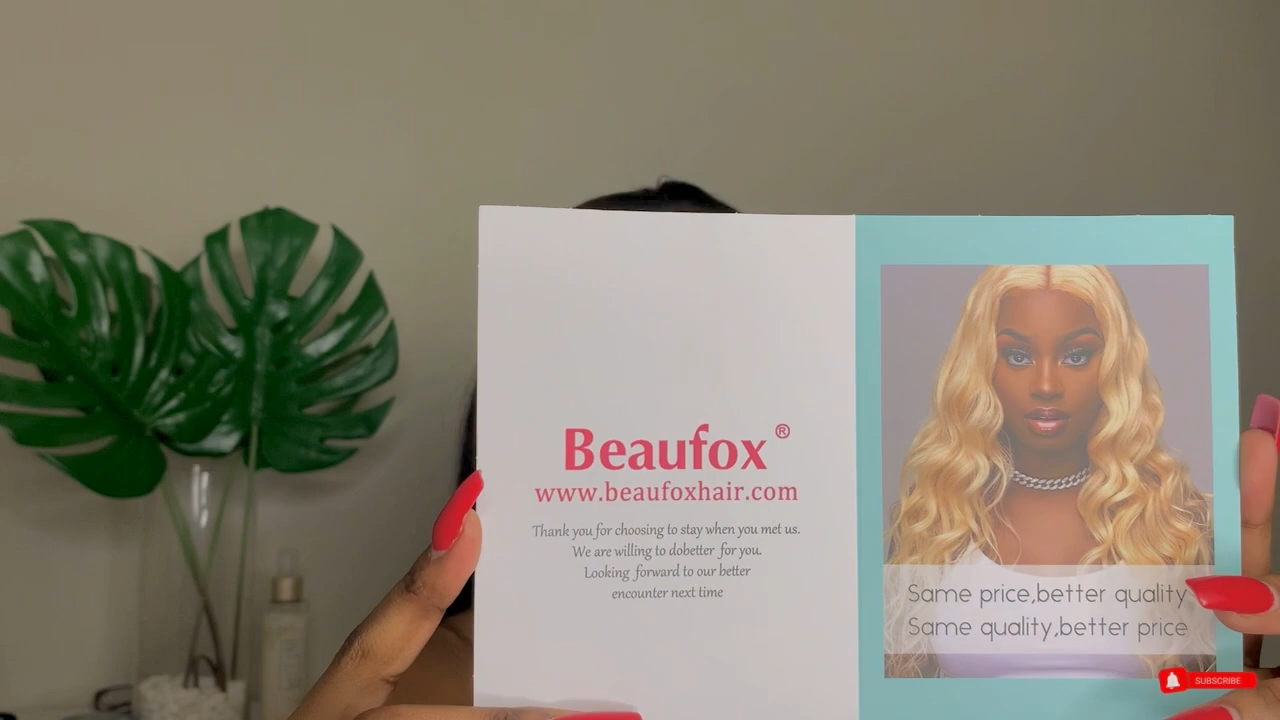 Beaufox®
www.beaufoxhair.com
Thank you for choosing to stay when you met us.
We are willing to dobetter for you.
Looking forward to our better
encounter next time
Same price,better quality
Same quality,better price
SUBSCRIBE